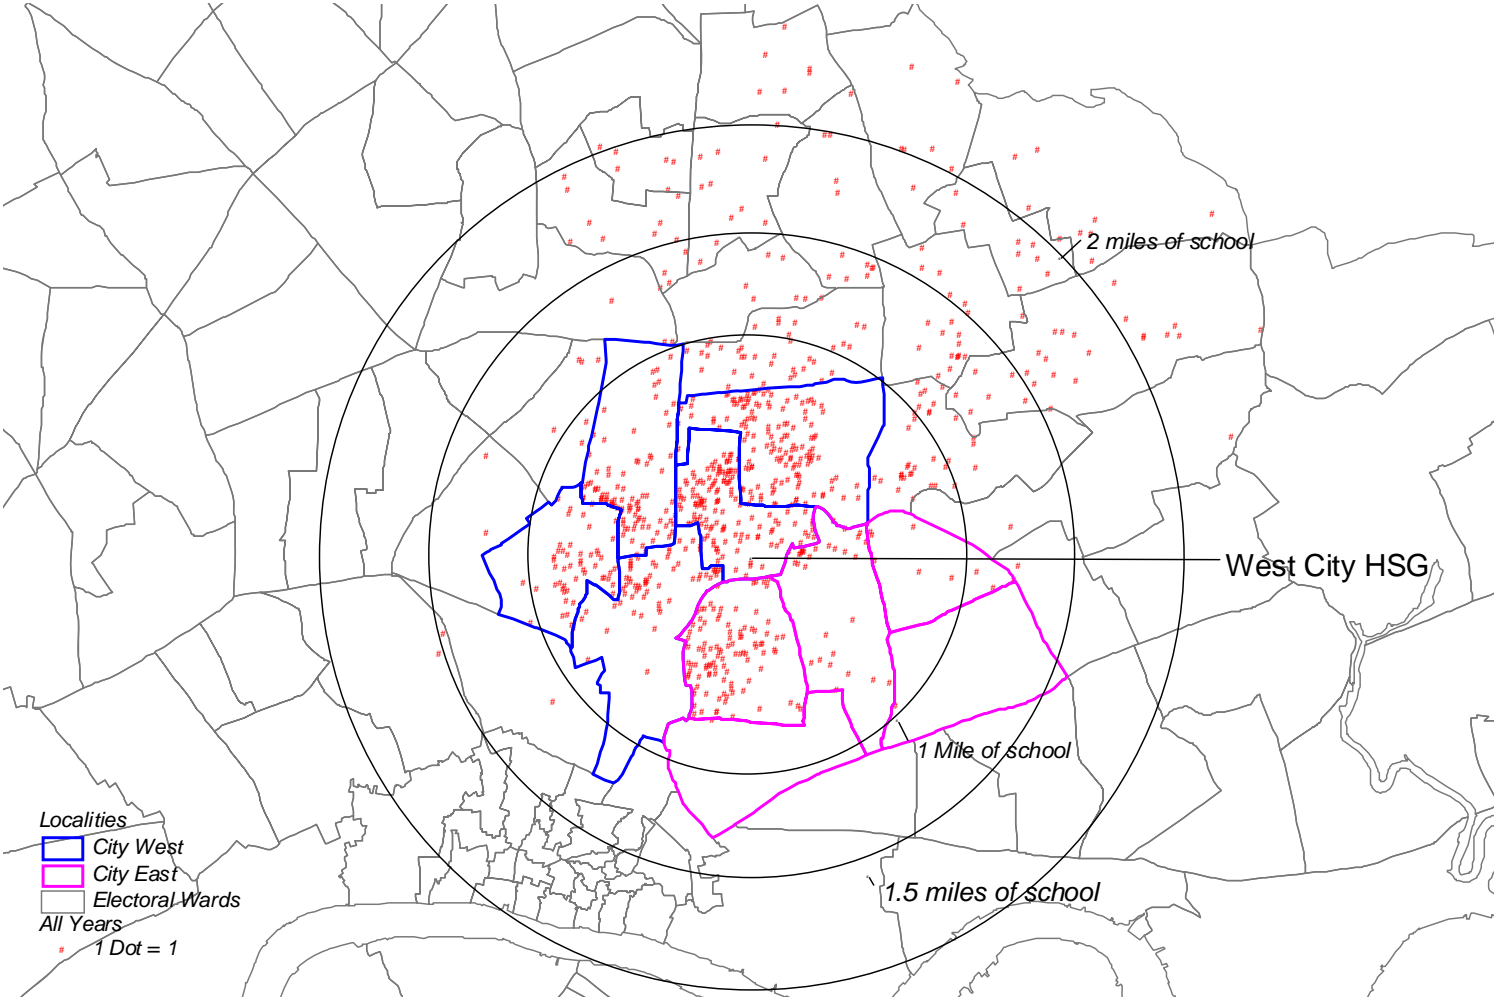 2 miles of school
West City HSG
1 Mile of school
1.5 miles of school
Localities
City West
City East
Electoral Wards
All Years
# 1 Dot = 1